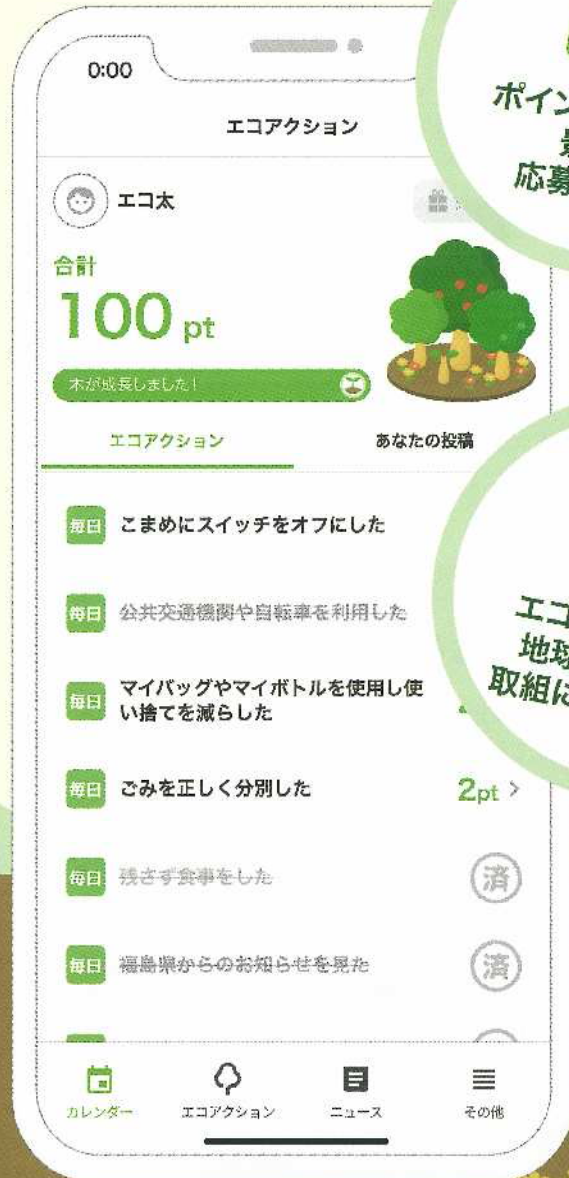 0:00
エコアクション
エコ太
合計
100 pt
木が成長しました！
エコアクション
あなたの投稿
毎日 こまめにスイッチをオフにした
毎日 公共交通機関や自転車を利用した
毎日 マイバッグやマイボトルを使用し使
い捨てを減らした
毎日 ごみを正しく分別した 2pt >
毎日 残さず食事をした 済
毎日 福島県からのお知らせを見た 済
カレンダー
エコアクション
ニュース
その他
ポイン
応募
エコ
地球
取組に